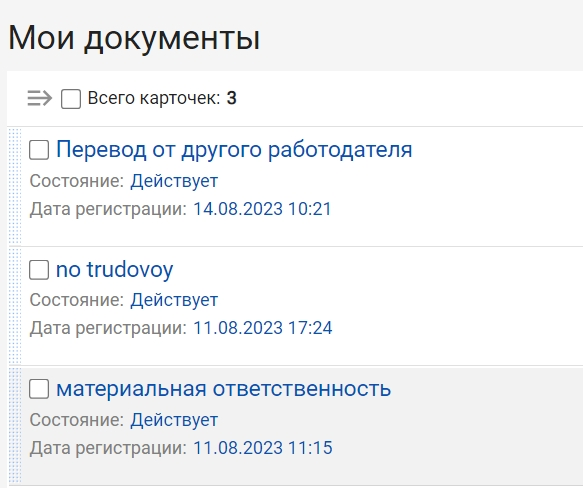 Мои документы
Всего карточек: 3
Перевод от другого работодателя
Состояние: Действует
Дата регистрации: 14.08.2023 10:21
no trudovoy
Состояние: Действует
Дата регистрации: 11.08.2023 17:24
материальная ответственность
Состояние: Действует
Дата регистрации: 11.08.2023 11:15